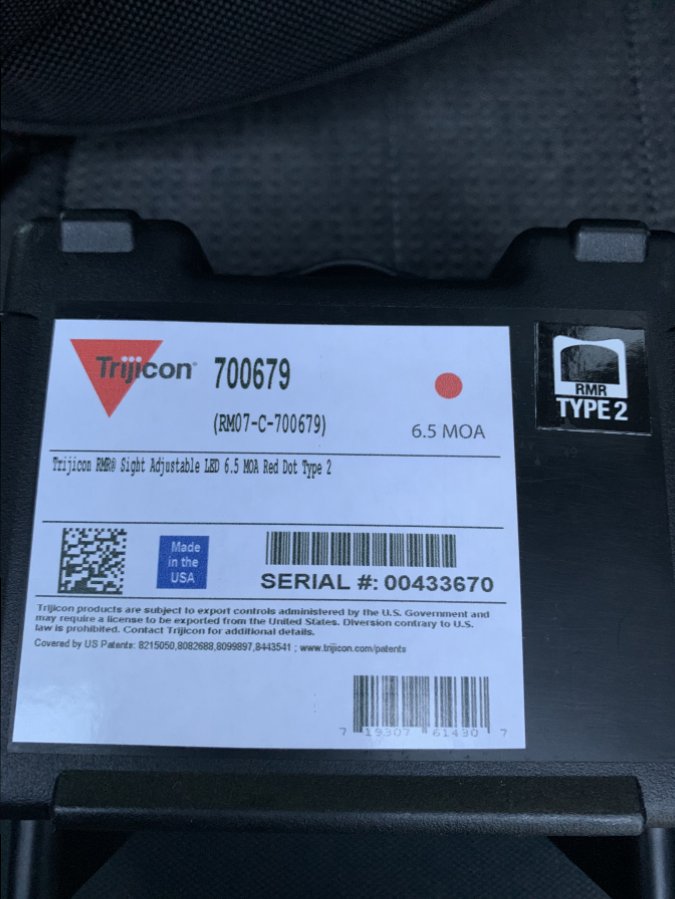 Trijicon®
700679
(RM07-C-700679)
6.5 MOA
RMR
TYPE 2
Trijicon RMR® Sight Adjustable LED 6.5 MOA Red Dot Type 2
Made
in the
USA
SERIAL #: 00433670
Trijicon products are subject to export controls administered by the U.S. Government and
may require a license to be exported from the United States. Diversion contrary to U.S.
law is prohibited. Contact Trijicon for additional details.
Covered by US Patents: 8215050,8082688,8099897,8443541 ; www.trijicon.com/patents
7 19307 61430 7